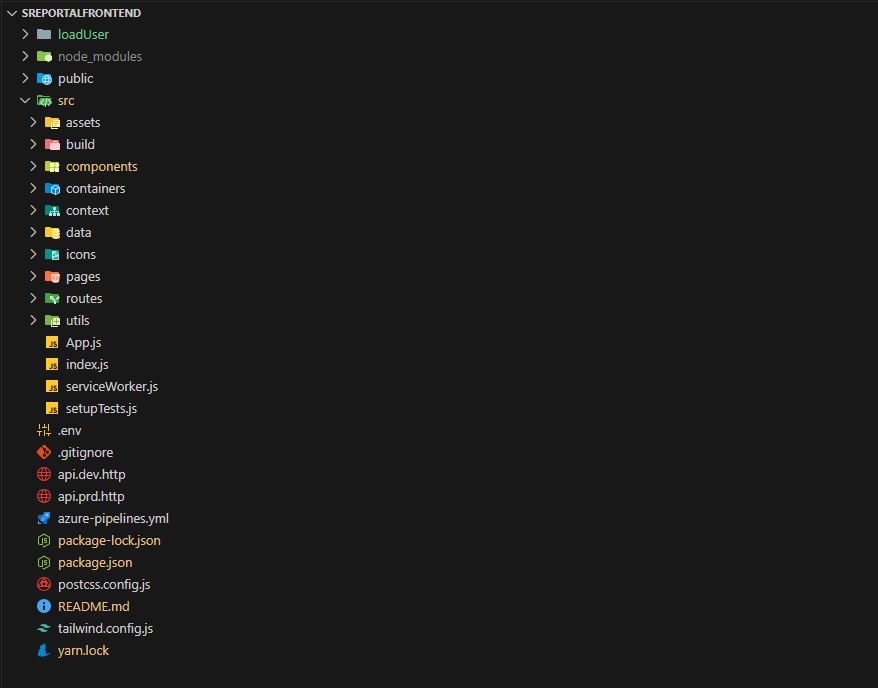 SREPORTALFRONTEND
loadUser
node_modules
public
src
assets
build
components
containers
context
data
icons
pages
routes
utils
App.js
index.js
serviceWorker.js
setupTests.js
.env
.gitignore
api.dev.http
api.prd.http
azure-pipelines.yml
package-lock.json
package.json
postcss.config.js
README.md
tailwind.config.js
yarn.lock